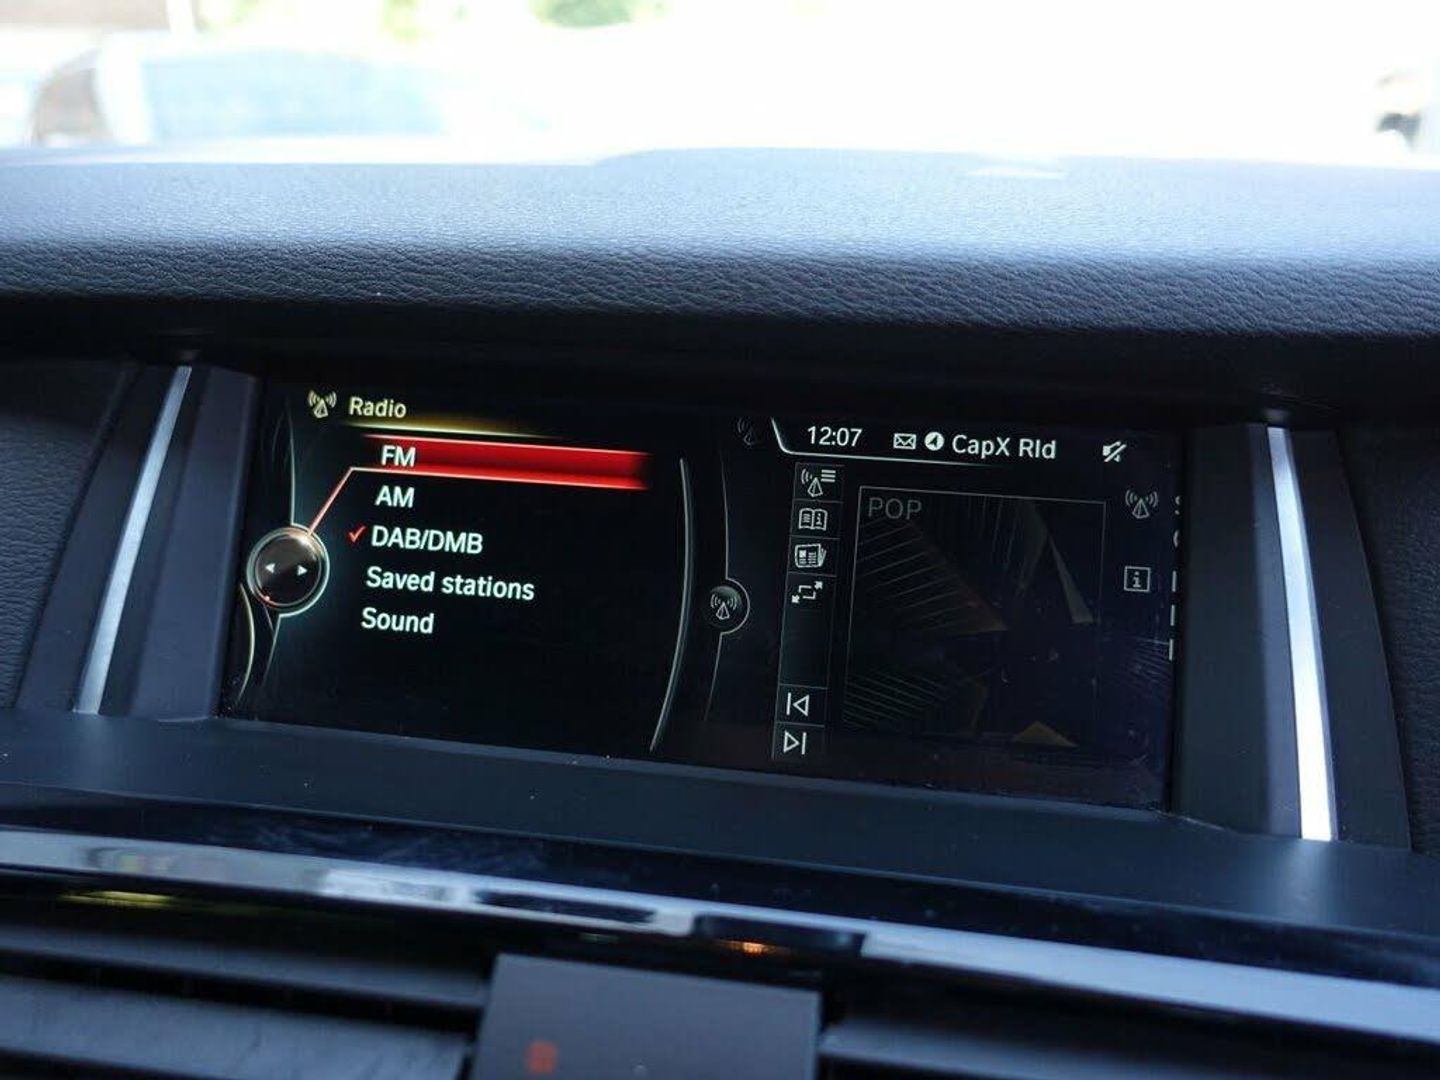 Radio
FM
AM
DAB/DMB
Saved stations
Sound
12:07 CapX Rld
POP